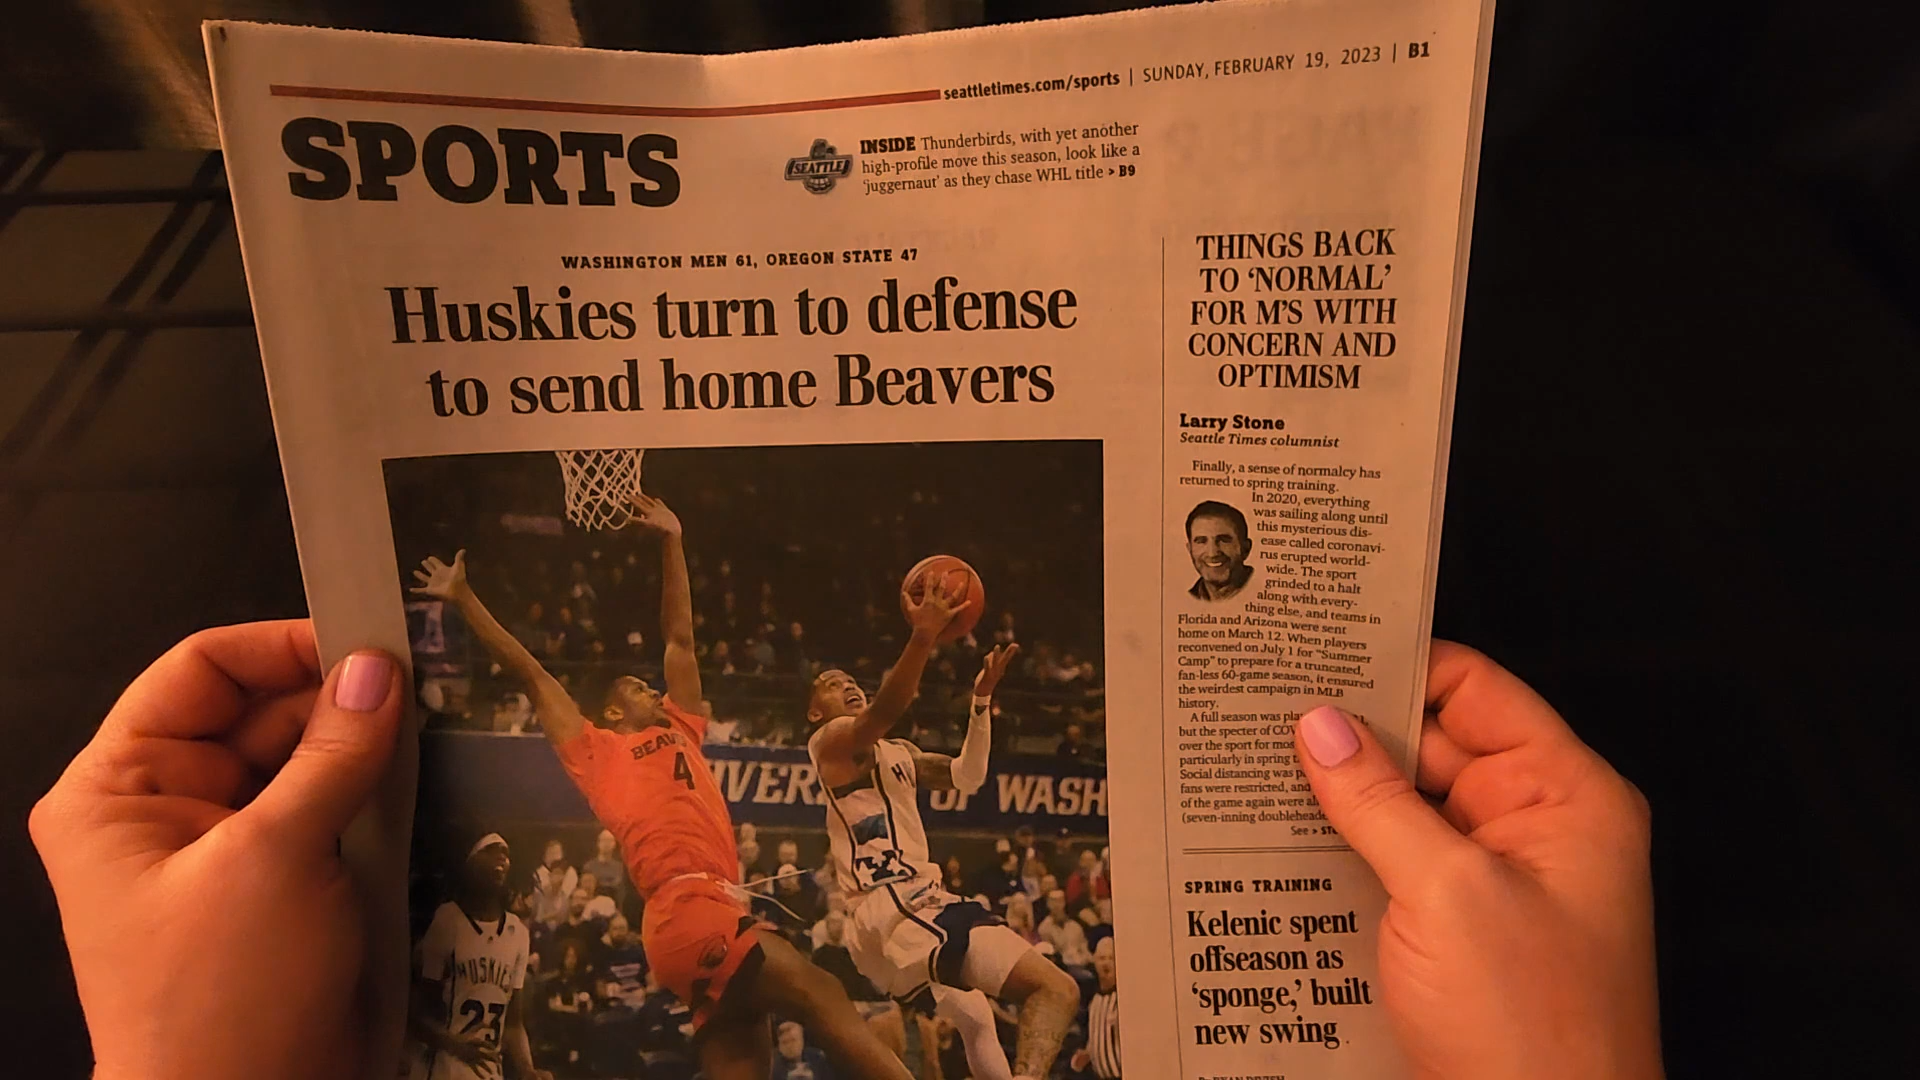 seattletimes.com/sports | SUNDAY, FEBRUARY 19, 2023 | B1
SPORTS
SEATTLE
INSIDE Thunderbirds, with yet another
high-profile move this season, look like a
'juggernaut' as they chase WHL title > B9
WASHINGTON MEN 61, OREGON STATE 47
Huskies turn to defense
to send home Beavers
BEAV
4
IVER
OF WASH
H
HUSKIES
23
THINGS BACK
TO ‘NORMAL’
FOR M’S WITH
CONCERN AND
OPTIMISM
Larry Stone
Seattle Times columnist
Finally, a sense of normalcy has
returned to spring training.
In 2020, everything
was sailing along until
this mysterious dis-
ease called coronavi-
rus erupted world-
wide. The sport
grinded to a halt
along with every-
thing else, and teams in
Florida and Arizona were sent
home on March 12. When players
reconvened on July 1 for "Summer
Camp" to prepare for a truncated,
fan-less 60-game season, it ensured
the weirdest campaign in MLB
history.
A full season was pla
but the specter of COV
over the sport for mos
particularly in spring
Social distancing was
fans were restricted, and
of the game again were
(seven-inning doubleheade
See >
SPRING TRAINING
Kelenic spent
offseason as
‘sponge,’ built
new swing